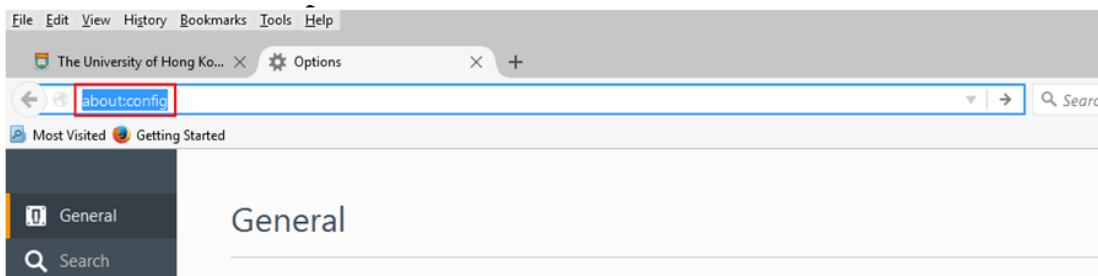 File Edit View History Bookmarks Tools Help
The University of Hong Ko... Options
about:config Searc
Most Visited Getting Started
General General
Search